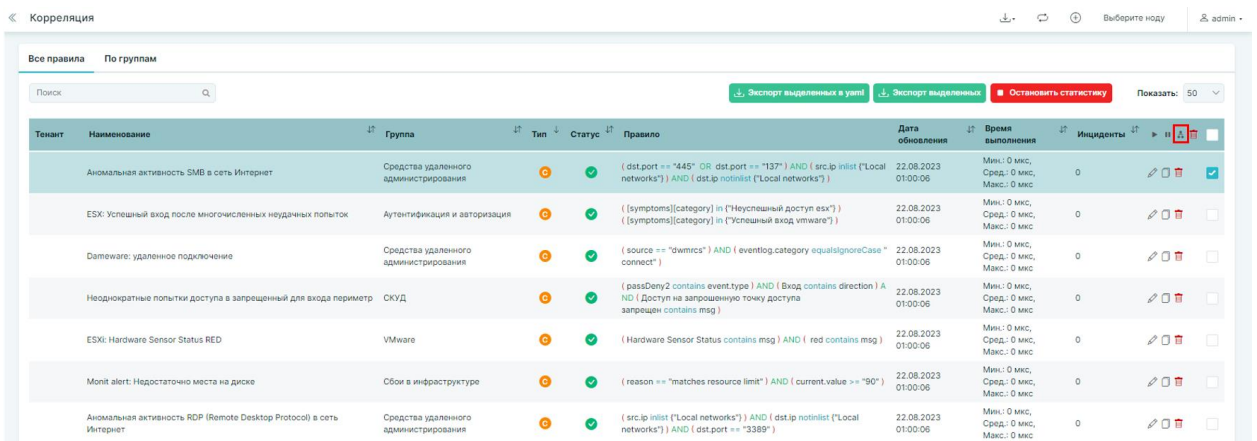 Корреляция
Выберите ноду
admin
Все правила По группам
Поиск
Экспорт выделенных в yaml Экспорт выделенных Остановить статистику Показать: 50
Тенант Наименование Группа Тип Статус Правило Дата обновления Время выполнения Инциденты
Аномальная активность SMB в сеть Интернет
Средства удаленного
администрирования
C
( dst.port == "445" OR dst.port == "137" ) AND ( src.ip inlist {"Local
networks"} ) AND ( dst.ip notinlist {"Local networks"} )
22.08.2023
01:00:06
Мин.: 0 мкс,
Сред.: 0 мкс,
Макс.: 0 мкс
0
ESX: Успешный вход после многочисленных неудачных попыток
Аутентификация и авторизация
C
( [symptoms][category] in {"Неуспешный доступ esx"} )
( [symptoms][category] in {"Успешный вход vmware"} )
22.08.2023
01:00:06
Мин.: 0 мкс,
Сред.: 0 мкс,
Макс.: 0 мкс
0
Dameware: удаленное подключение
Средства удаленного
администрирования
C
( source == "dwmrcs" ) AND ( eventlog.category equalsIgnoreCase "
connect" )
22.08.2023
01:00:06
Мин.: 0 мкс,
Сред.: 0 мкс,
Макс.: 0 мкс
0
Неоднократные попытки доступа в запрещенный для входа периметр
СКУД
C
( passDeny2 contains event.type ) AND ( Вход contains direction ) A
ND ( Доступ на запрошенную точку доступа
запрещен contains msg )
22.08.2023
01:00:06
Мин.: 0 мкс,
Сред.: 0 мкс,
Макс.: 0 мкс
0
ESXi: Hardware Sensor Status RED
VMware
C
( Hardware Sensor Status contains msg ) AND ( red contains msg )
22.08.2023
01:00:06
Мин.: 0 мкс,
Сред.: 0 мкс,
Макс.: 0 мкс
0
Monit alert: Недостаточно места на диске
Сбои в инфраструктуре
C
( reason == "matches resource limit" ) AND ( current.value >= "90" )
22.08.2023
01:00:06
Мин.: 0 мкс,
Сред.: 0 мкс,
Макс.: 0 мкс
0
Аномальная активность RDP (Remote Desktop Protocol) в сеть
Интернет
Средства удаленного
администрирования
C
( src.ip inlist {"Local networks"} ) AND ( dst.ip notinlist {"Local
networks"} ) AND ( dst.port == "3389" )
22.08.2023
01:00:06
Мин.: 0 мкс,
Сред.: 0 мкс,
Макс.: 0 мкс
0